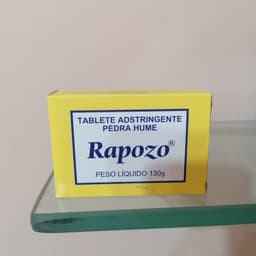 TABLETE ADSTRINGENTE
PEDRA HUME
Rapozo®
PESO LÍQUIDO 130g